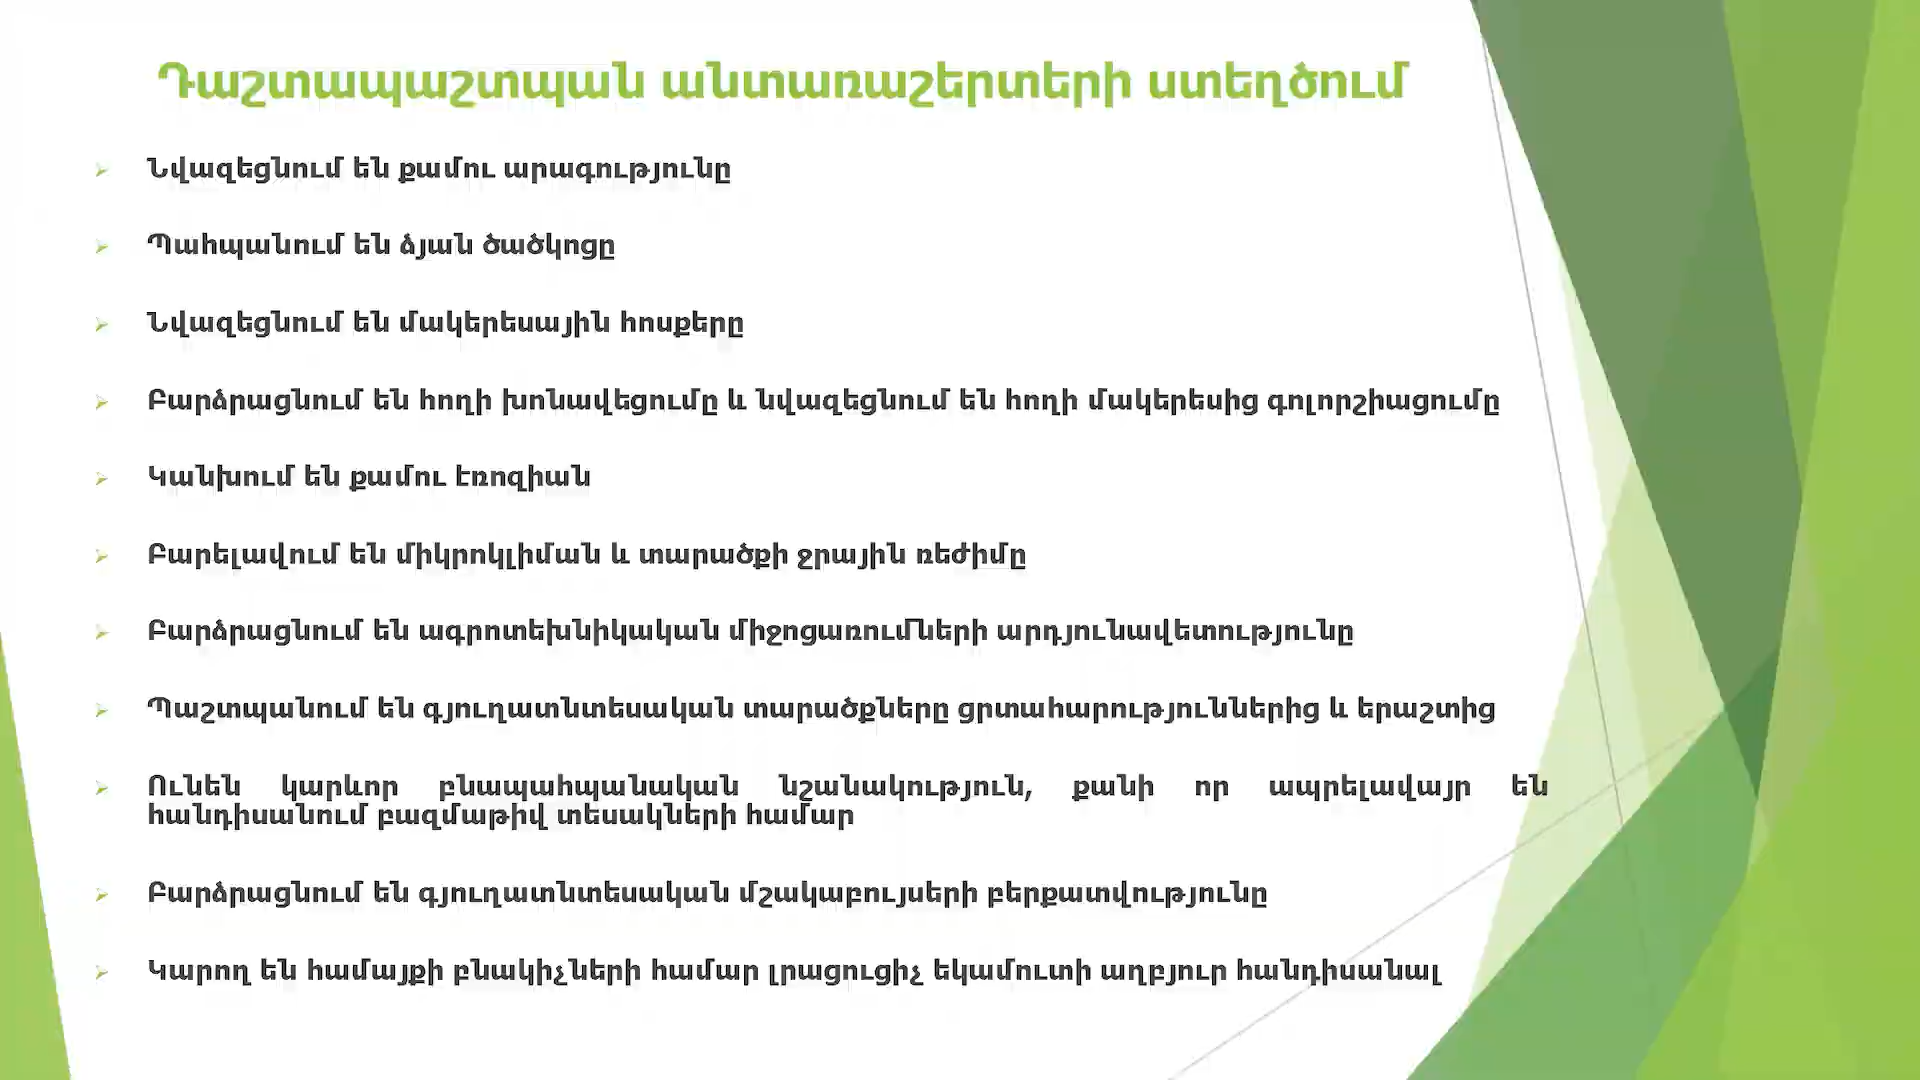 Դաշտապաշտպան անտառաշերտերի ստեղծում
Նվազեցնում են քամու արագությունը
Պահպանում են ձյան ծածկոցը
Նվազեցնում են մակերեսային հոսքերը
Բարձրացնում են հողի խոնավեցումը և նվազեցնում են հողի մակերեսից գոլորշիացումը
Կանխում են քամու էռոզիան
Բարելավում են միկրոկլիման և տարածքի ջրային ռեժիմը
Բարձրացնում են ագրոտեխնիկական միջոցառումների արդյունավետությունը
Պաշտպանում են գյուղատնտեսական տարածքները ցրտահարություններից և երաշտից
Ունեն կարևոր բնապահպանական նշանակություն, քանի որ ապրելավայր են
հանդիսանում բազմաթիվ տեսակների համար
Բարձրացնում են գյուղատնտեսական մշակաբույսերի բերքատվությունը
Կարող են համայքի բնակիչների համար լրացուցիչ եկամուտի աղբյուր հանդիսանալ